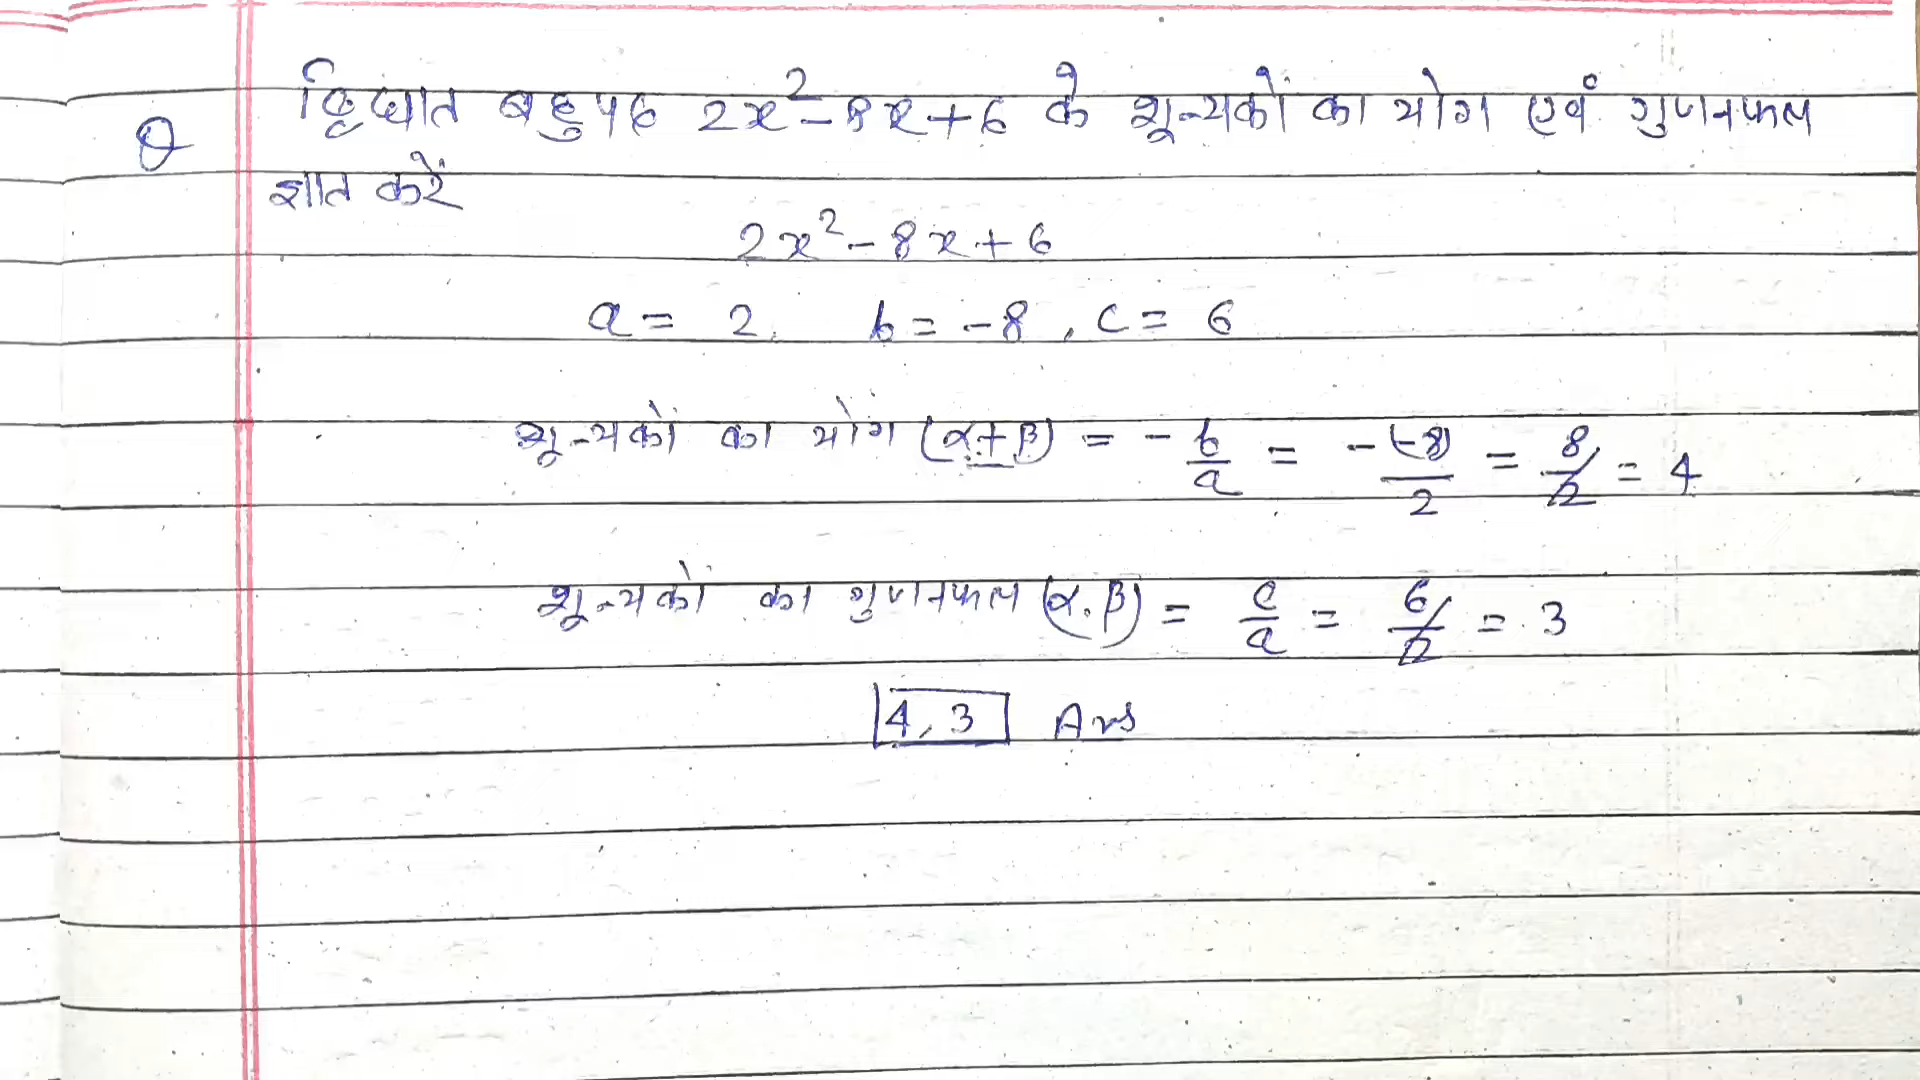 Q द्विघात बहुपद 2x² - 8x + 6 के शून्यकों का योग एवं गुणनफल
ज्ञात करें
2x² - 8x + 6
a = 2, b = -8, c = 6
शून्यकों का योग (α+β) = - b/a = - (-8)/2 = 8/2 = 4
शून्यकों का गुणनफल (α.β) = c/a = 6/2 = 3
4, 3 Ans